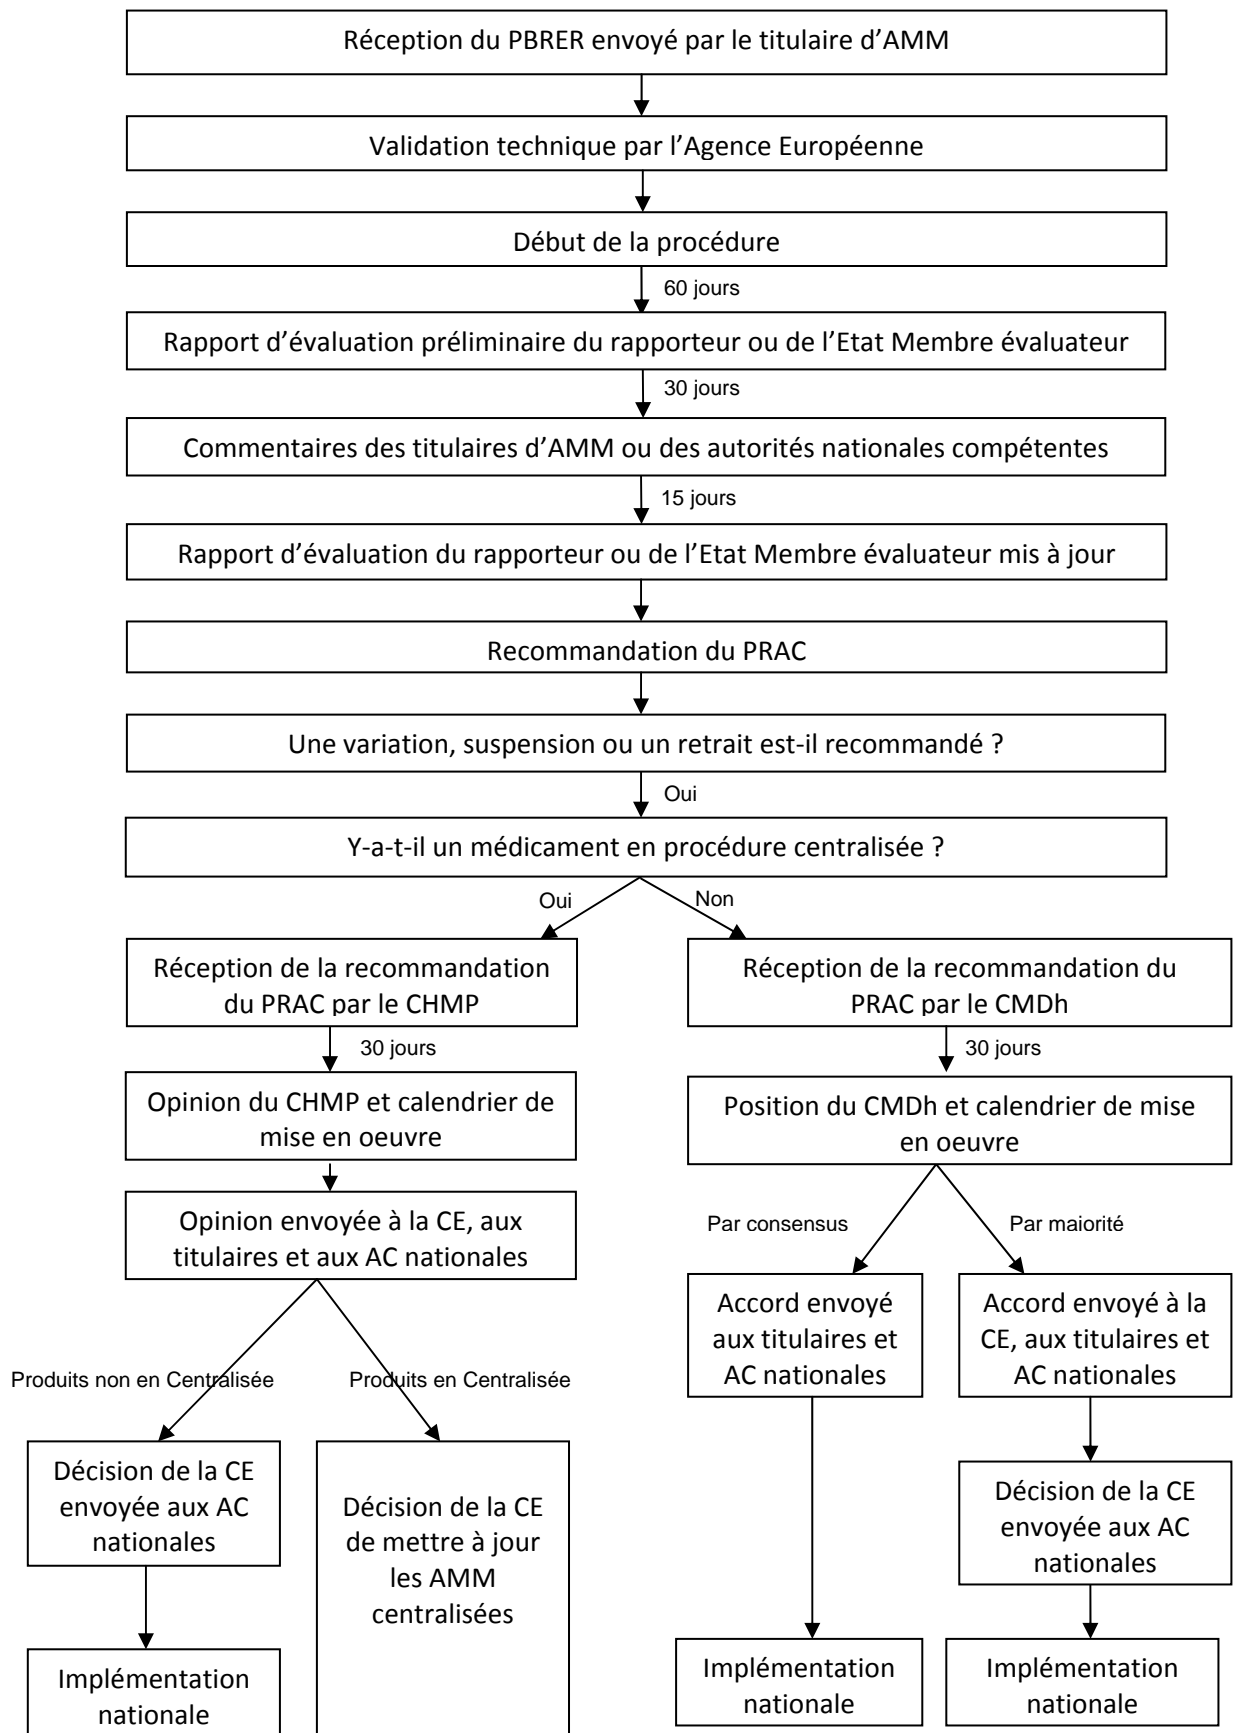 Réception du PBRER envoyé par le titulaire d’AMM
Validation technique par l’Agence Européenne
Début de la procédure
60 jours
Rapport d’évaluation préliminaire du rapporteur ou de l’Etat Membre évaluateur
30 jours
Commentaires des titulaires d’AMM ou des autorités nationales compétentes
15 jours
Rapport d’évaluation du rapporteur ou de l’Etat Membre évaluateur mis à jour
Recommandation du PRAC
Une variation, suspension ou un retrait est-il recommandé ?
Oui
Y-a-t-il un médicament en procédure centralisée ?
Oui
Non
Réception de la recommandation
du PRAC par le CHMP
Réception de la recommandation du
PRAC par le CMDh
30 jours
30 jours
Opinion du CHMP et calendrier de
mise en oeuvre
Position du CMDh et calendrier de mise
en oeuvre
Opinion envoyée à la CE, aux
titulaires et aux AC nationales
Par consensus
Par maiorité
Accord envoyé
aux titulaires et
AC nationales
Accord envoyé à la
CE, aux titulaires et
AC nationales
Produits non en Centralisée
Produits en Centralisée
Décision de la CE
envoyée aux AC
nationales
Décision de la CE
de mettre à jour
les AMM
centralisées
Décision de la CE
envoyée aux AC
nationales
Implémentation
nationale
Implémentation
nationale
Implémentation
nationale